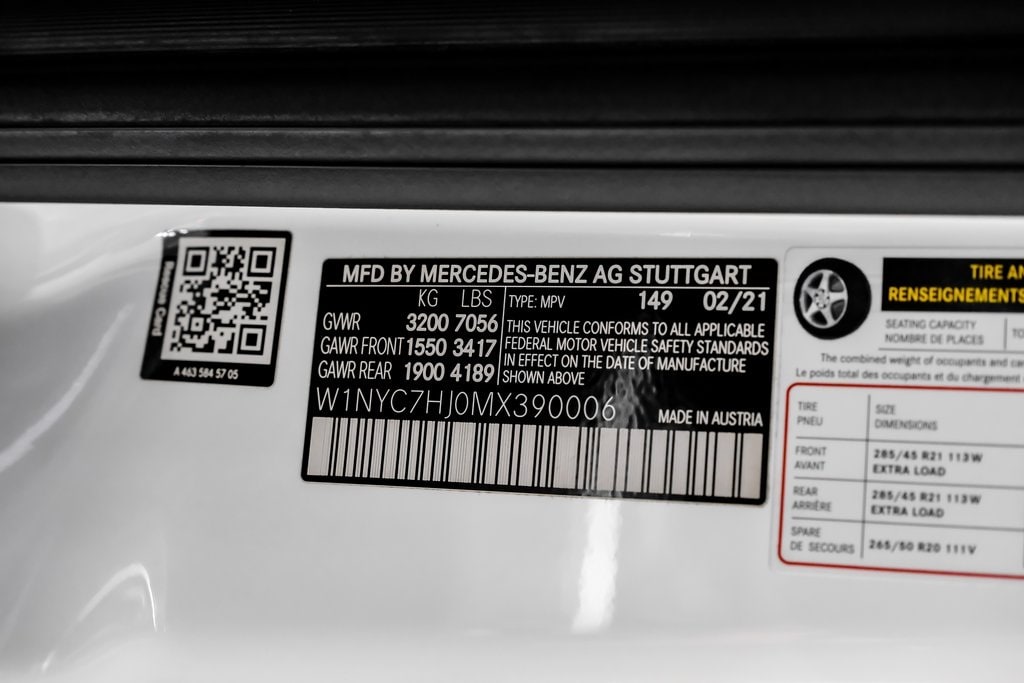 Rescue Card
A 463 584 57 05
MFD BY MERCEDES-BENZ AG STUTTGART
KG LBS
GVWR 3200 7056
GAWR FRONT 1550 3417
GAWR REAR 1900 4189
TYPE: MPV 149 02/21
THIS VEHICLE CONFORMS TO ALL APPLICABLE
FEDERAL MOTOR VEHICLE SAFETY STANDARDS
IN EFFECT ON THE DATE OF MANUFACTURE
SHOWN ABOVE
W1NYC7HJ0MX390006
MADE IN AUSTRIA
TIRE
RENSEIGNEMENTS
SEATING CAPACITY
NOMBRE DE PLACES
The combined weight of occupants and
Le poids total des occupants et du chargement
TIRE SIZE
PNEU DIMENSIONS
FRONT 285/45 R21 113W
AVANT EXTRA LOAD
REAR 285/45 R21 113W
ARRIÈRE EXTRA LOAD
SPARE 265/50 R20 111V
DE SECOURS